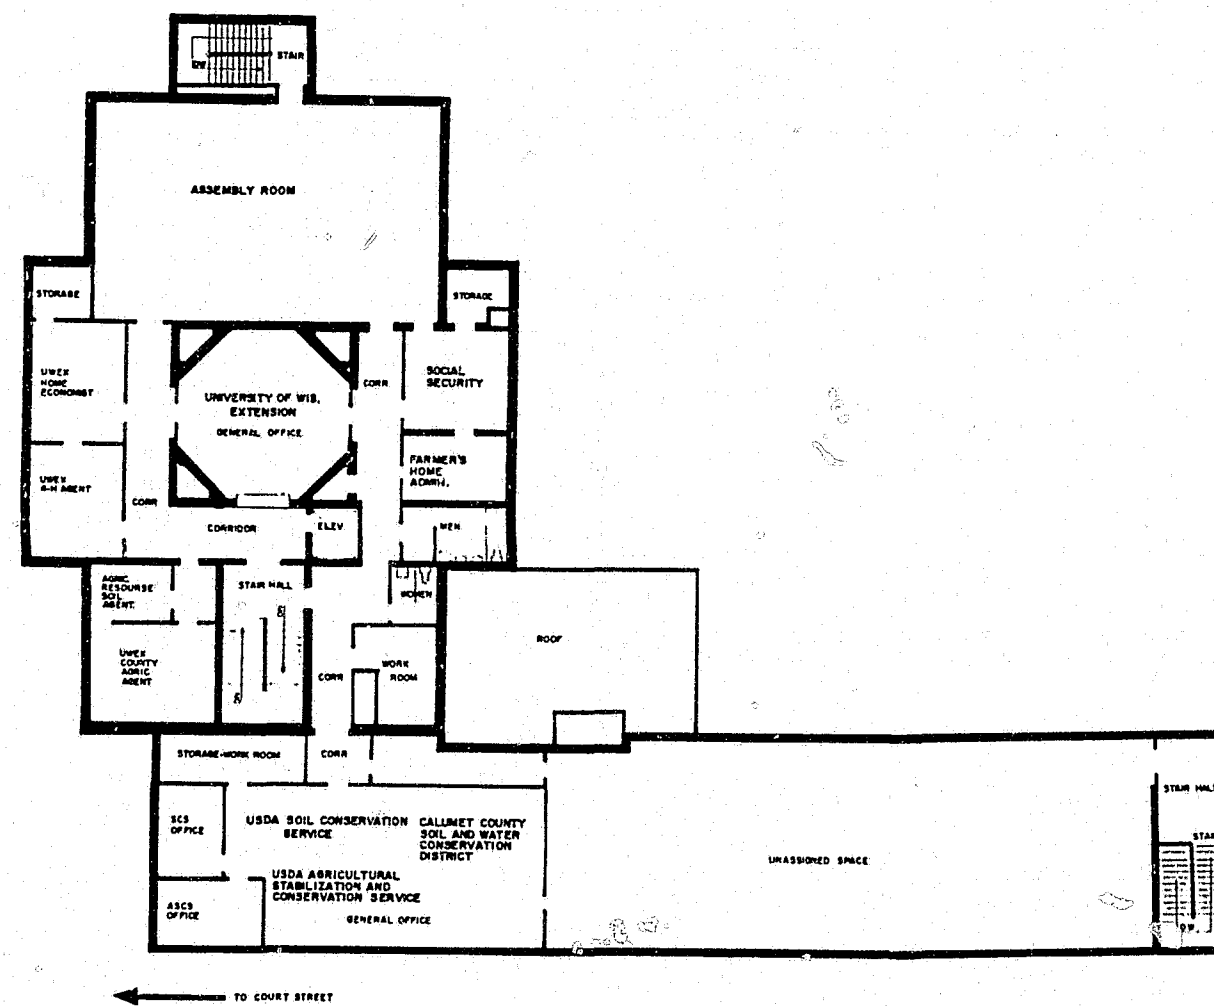 STAIR
DW.
ASSEMBLY ROOM
STORAGE
STORAGE
UWEX
HOME
ECONOMIST
UNIVERSITY OF WIS.
EXTENSION
GENERAL OFFICE
CORR.
SOCIAL
SECURITY
FARMER'S
HOME
ADMIN.
UWEX
4-H AGENT
CORR
CORRIDOR
ELEV.
MEN
AGRIC.
RESOURSE
SOIL
AGENT.
STAIR HALL
WOMEN
UWEX
COUNTY
AGRIC
AGENT
CORR
WORK
ROOM
ROOF
STORAGE-WORK ROOM
CORR
SCS
OFFICE
USDA SOIL CONSERVATION
SERVICE
CALUMET COUNTY
SOIL AND WATER
CONSERVATION
DISTRICT
USDA AGRICULTURAL
STABILIZATION AND
CONSERVATION SERVICE
GENERAL OFFICE
ASCS
OFFICE
UNASSIGNED SPACE
STAIR HALL
STAI
DW.
TO COURT STREET